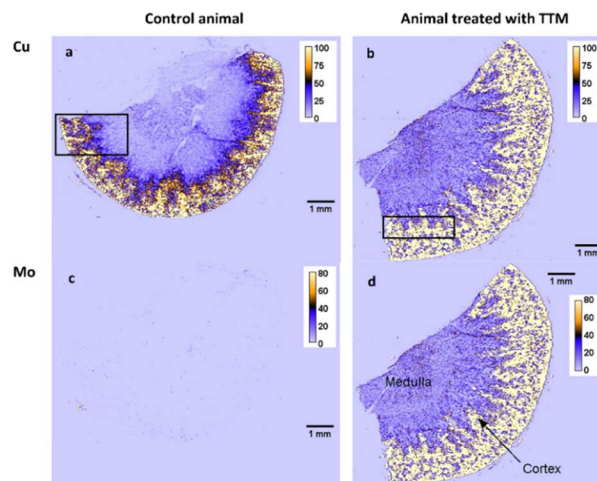 Control animal
Animal treated with TTM
Cu
a
100
75
50
25
0
1 mm
b
100
75
50
25
0
1 mm
Mo
c
80
60
40
20
0
1 mm
d
1 mm
80
60
40
20
0
Medulla
Cortex